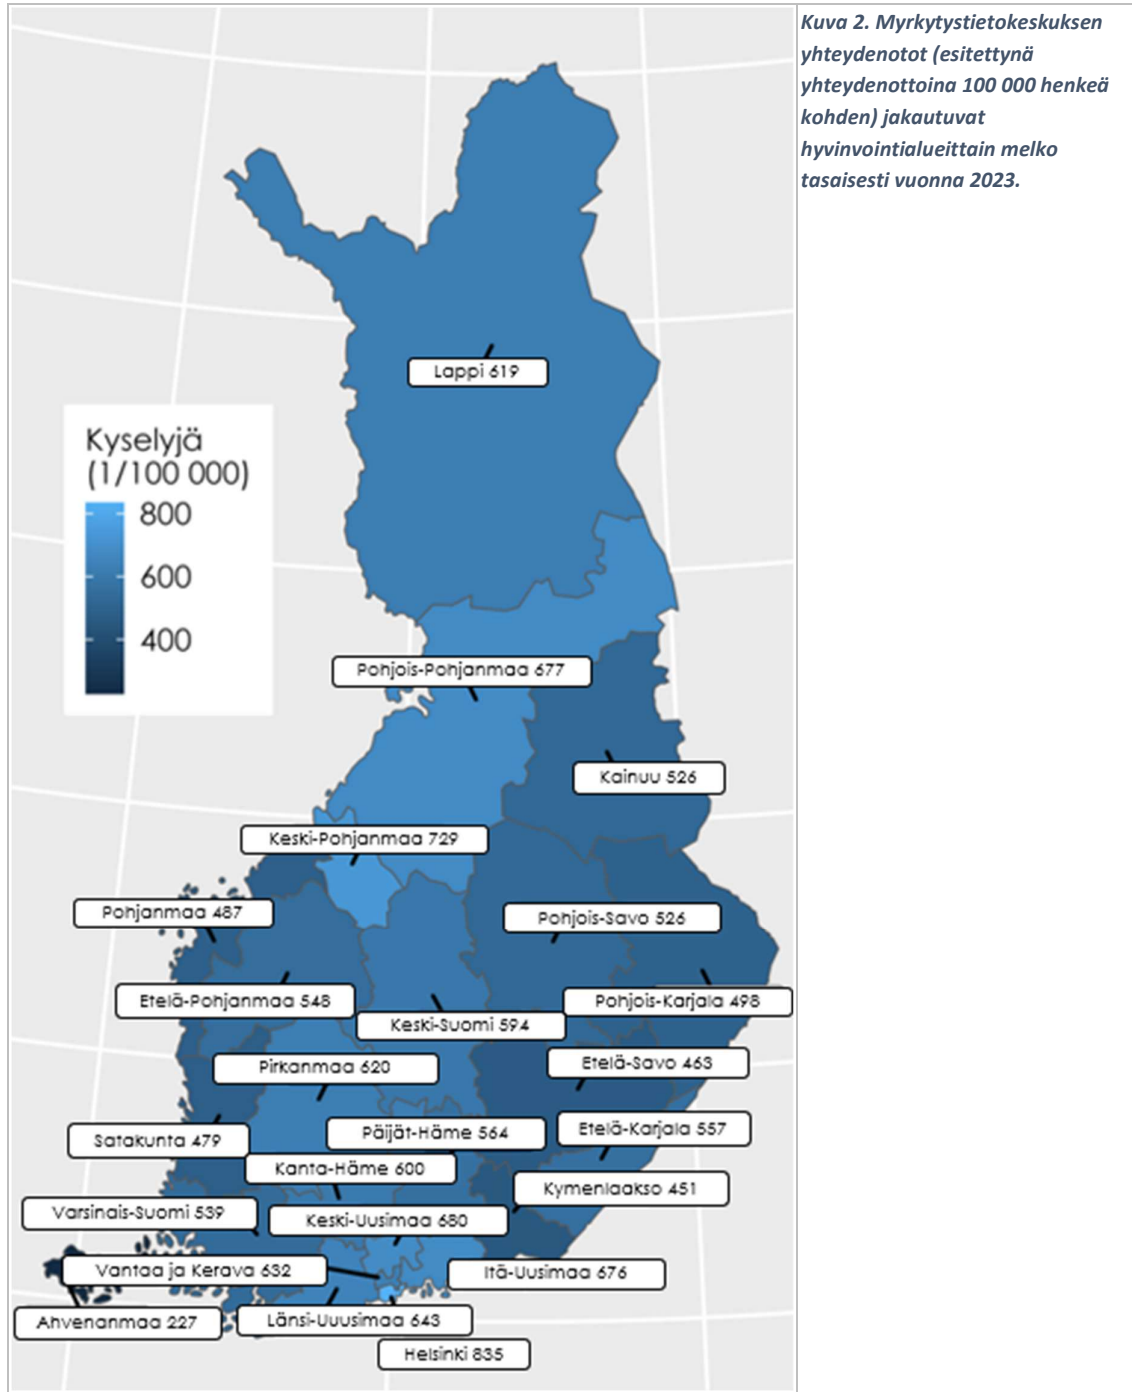 Kuva 2. Myrkytystietokeskuksen
yhteydenotot (esitettynä
yhteydenottoina 100 000 henkeä
kohden) jakautuvat
hyvinvointialueittain melko
tasaisesti vuonna 2023.
Lappi 619
Kyselyjä
(1/100 000)
800
600
400
Pohjois-Pohjanmaa 677
Kainuu 526
Keski-Pohjanmaa 729
Pohjanmaa 487
Pohjois-Savo 526
Etelä-Pohjanmaa 548
Pohjois-Karjala 498
Keski-Suomi 594
Etelä-Savo 463
Pirkanmaa 620
Etelä-Karjala 557
Päijät-Häme 564
Satakunta 479
Kanta-Häme 600
Kymenlaakso 451
Varsinais-Suomi 539
Keski-Uusimaa 680
Vantaa ja Kerava 632
Itä-Uusimaa 676
Ahvenanmaa 227
Länsi-Uuusimaa 643
Helsinki 835